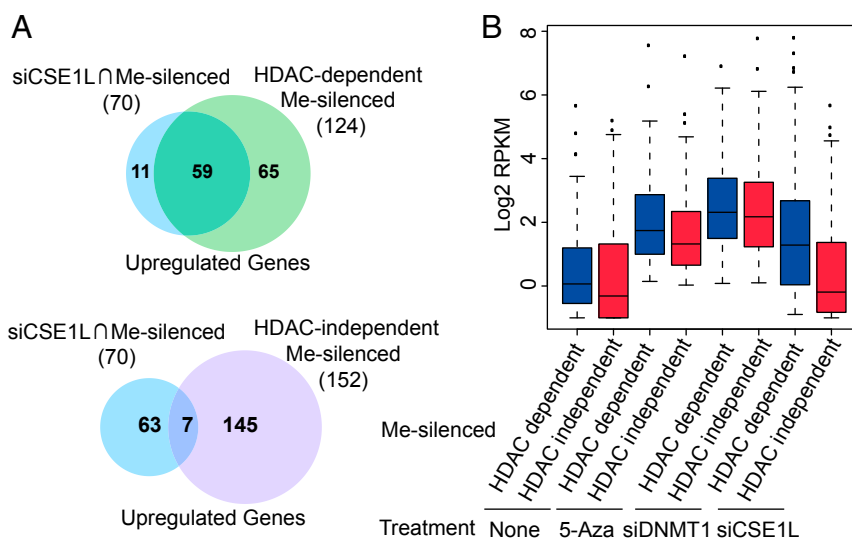 A
siCSE1L∩Me-silenced
(70)
HDAC-dependent
Me-silenced
(124)
11
59
65
Upregulated Genes
siCSE1L∩Me-silenced
(70)
HDAC-independent
Me-silenced
(152)
63
7
145
Upregulated Genes
B
Log2 RPKM
8
6
4
2
0
Me-silenced
HDAC dependent
HDAC independent
HDAC dependent
HDAC independent
HDAC dependent
HDAC independent
HDAC dependent
HDAC independent
Treatment None 5-Aza siDNMT1 siCSE1L